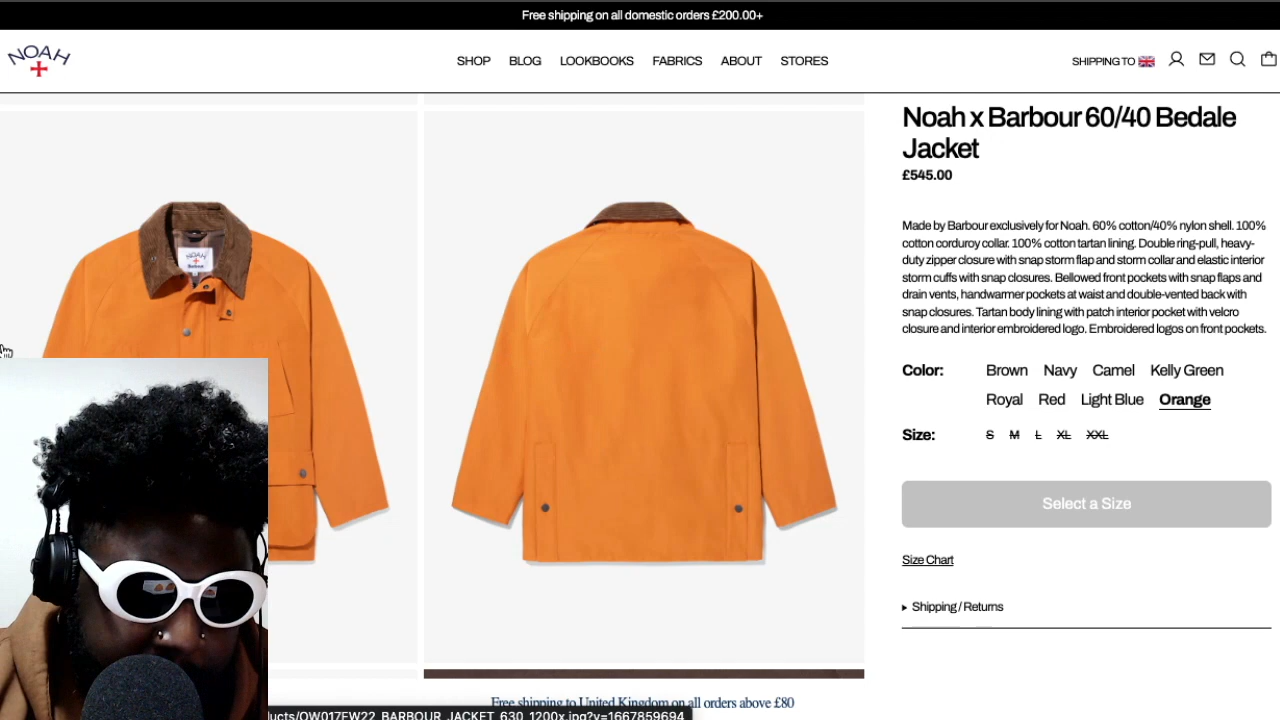 Free shipping on all domestic orders £200.00+
NOAH
SHOP BLOG LOOKBOOKS FABRICS ABOUT STORES
SHIPPING TO
Noah x Barbour 60/40 Bedale
Jacket
£545.00
Made by Barbour exclusively for Noah. 60% cotton/40% nylon shell. 100%
cotton corduroy collar. 100% cotton tartan lining. Double ring-pull, heavy-
duty zipper closure with snap storm flap and storm collar and elastic interior
storm cuffs with snap closures. Bellowed front pockets with snap flaps and
drain vents, handwarmer pockets at waist and double-vented back with
snap closures. Tartan body lining with patch interior pocket with velcro
closure and interior embroidered logo. Embroidered logos on front pockets.
Color: Brown Navy Camel Kelly Green
Royal Red Light Blue Orange
Size: S M L XL XXL
Select a Size
Size Chart
Shipping / Returns
NOAH
Barbour
Free shipping to United Kingdom on all orders above £80
ucts/OW017FW22_BARBOUR_JACKET_630_1200x.jpg?v=1667859694